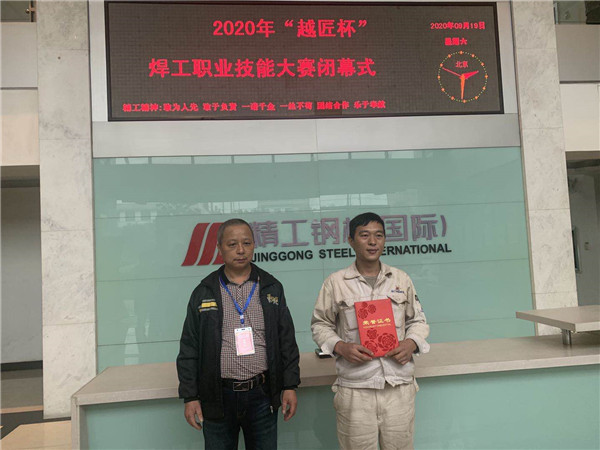 2020年“越匠杯”
2020年09月19日
星期六
焊工职业技能大赛闭幕式
北京
精工精神:敢为人先 敢于负责 一诺千金 一丝不苟 团结合作 乐于奉献
精工钢构(国际)
JINGGONG STEEL INTERNATIONAL
荣誉证书